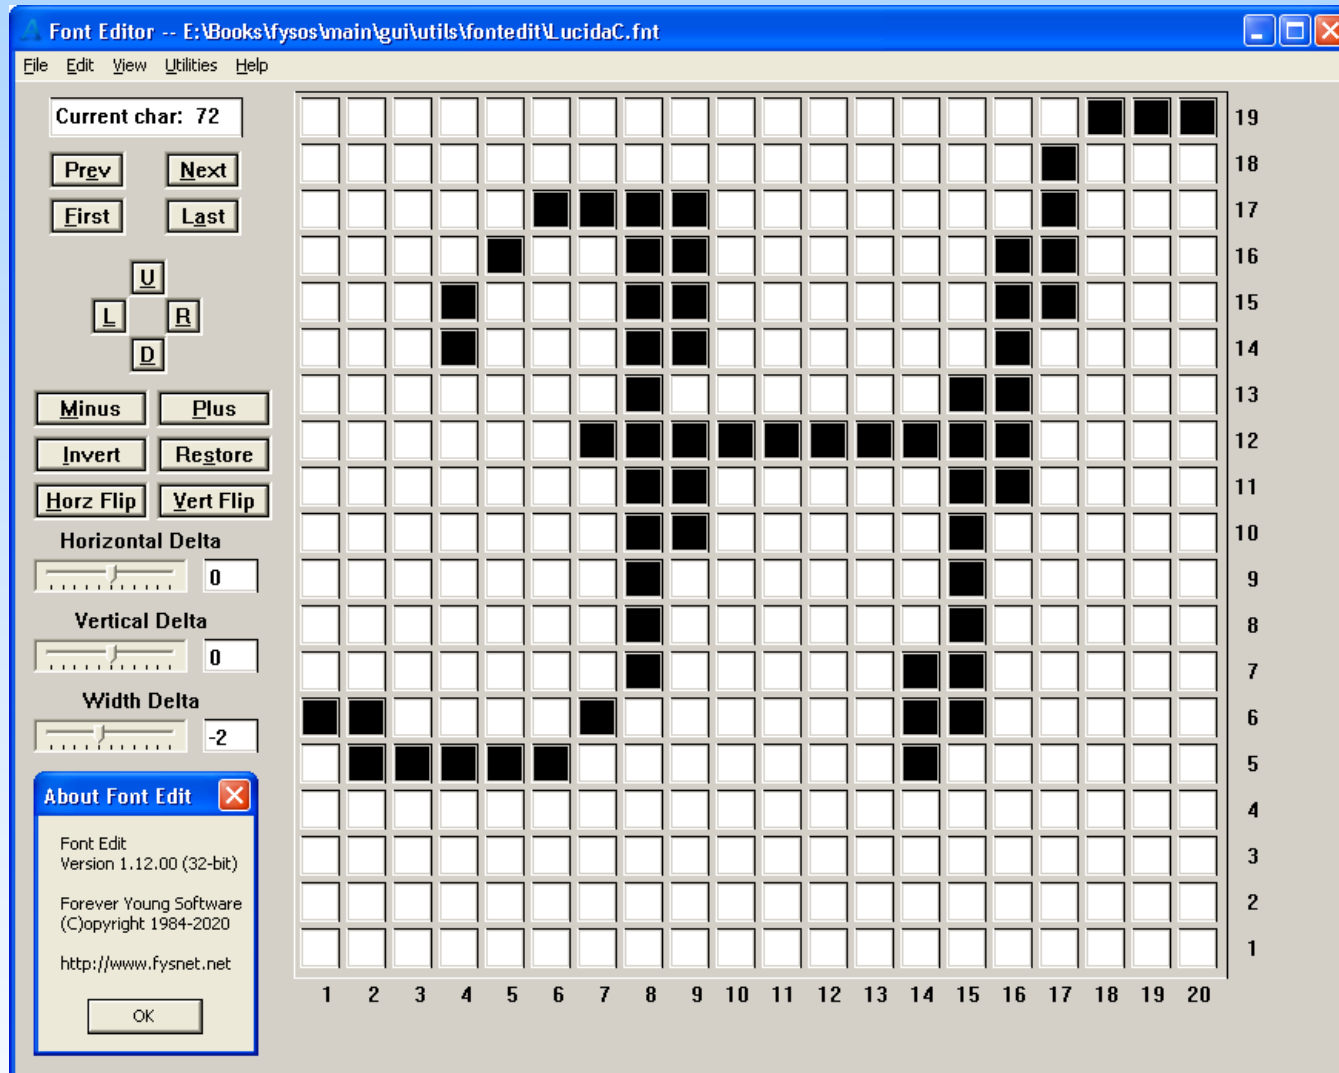 Font Editor -- E:\Books\fysos\main\gui\utils\fontedit\LucidaC.fnt
File Edit View Utilities Help
Current char: 72
Prev Next
First Last
U
L R
D
Minus Plus
Invert Restore
Horz Flip Vert Flip
Horizontal Delta
0
Vertical Delta
0
Width Delta
-2
About Font Edit
Font Edit
Version 1.12.00 (32-bit)
Forever Young Software
(C)opyright 1984-2020
http://www.fysnet.net
OK
19
18
17
16
15
14
13
12
11
10
9
8
7
6
5
4
3
2
1
1 2 3 4 5 6 7 8 9 10 11 12 13 14 15 16 17 18 19 20